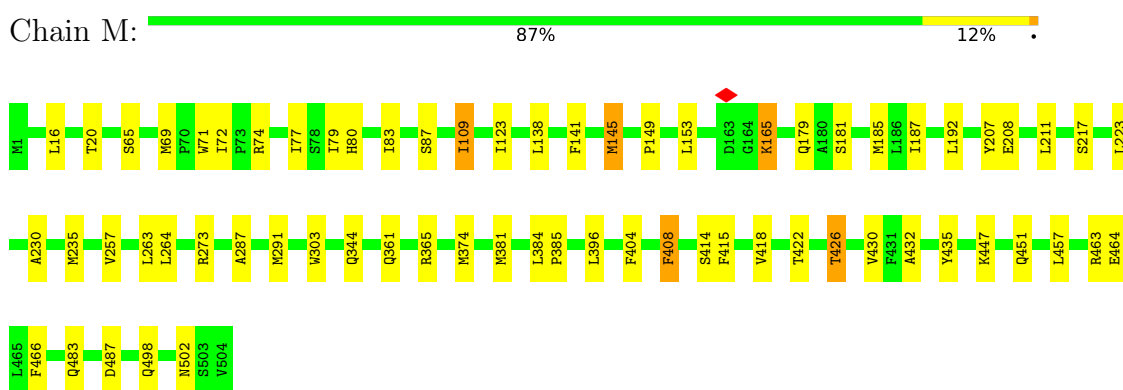 Chain M:
87% 12% •
M1 L16 T20 S65 M69 P70 W71 I72 P73 R74 I77 S78 I79 H80 I83 S87 I109 I123 L138 F141 M145 P149 L153 D163 G164 K165 Q179 A180 S181 M185 L186 I187 L192 Y207 E208 L211 S217 L223
A230 M235 V257 L263 L264 R273 A287 M291 W303 Q344 Q361 R365 M374 M381 L384 P385 L396 F404 F408 S414 F415 V418 T422 T426 V430 F431 A432 Y435 K447 Q451 L457 R463 E464
L465 F466 Q483 D487 Q498 N502 S503 V504